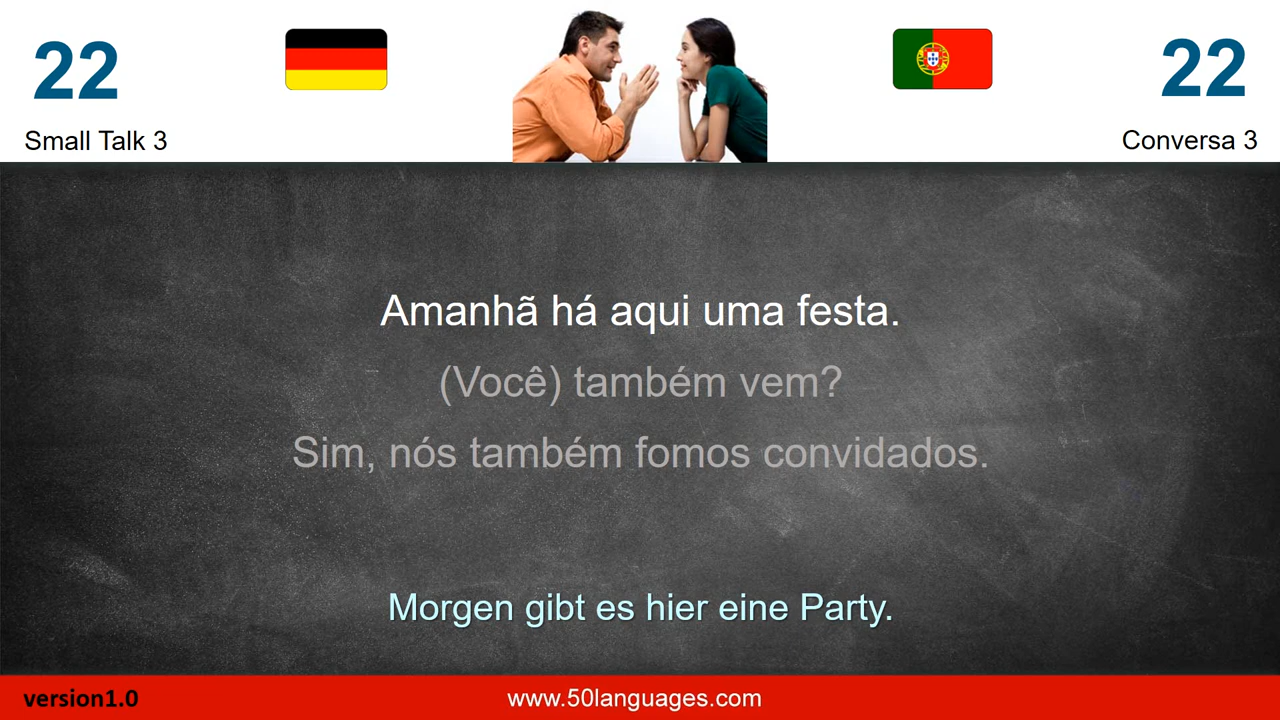 22
22
Small Talk 3
Conversa 3
Amanhã há aqui uma festa.
(Você) também vem?
Sim, nós também fomos convidados.
Morgen gibt es hier eine Party.
version1.0
www.50languages.com